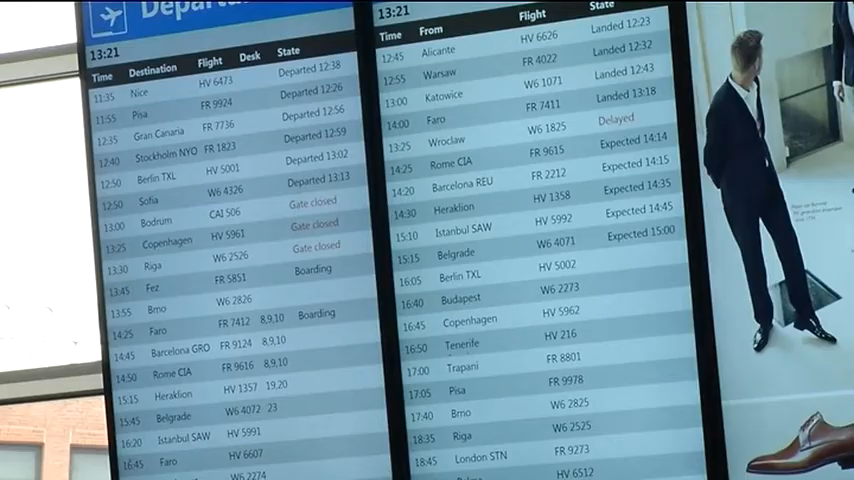 Departures
13:21
Time Destination Flight Desk State
11:35 Nice HV 6473 Departed 12:38
11:55 Pisa FR 9924 Departed 12:26
12:35 Gran Canaria FR 7736 Departed 12:56
12:40 Stockholm NYO FR 1823 Departed 12:59
12:50 Berlin TXL HV 5001 Departed 13:02
12:50 Sofia W6 4326 Departed 13:13
13:00 Bodrum CAI 506 Gate closed
13:25 Copenhagen HV 5961 Gate closed
13:30 Riga W6 2526 Gate closed
13:45 Fez FR 5851 Boarding
13:55 Brno W6 2826
14:25 Faro FR 7412 8,9,10 Boarding
14:45 Barcelona GRO FR 9124 8,9,10
14:50 Rome CIA FR 9616 8,9,10
15:15 Heraklion HV 1357 19,20
15:45 Belgrade W6 4072 23
16:20 Istanbul SAW HV 5991
16:45 Faro HV 6607
W6 2274
13:21
Time From Flight State
12:45 Alicante HV 6626 Landed 12:23
12:55 Warsaw FR 4022 Landed 12:32
13:00 Katowice W6 1071 Landed 12:43
14:00 Faro FR 7411 Landed 13:18
13:25 Wroclaw W6 1825 Delayed
14:25 Rome CIA FR 9615 Expected 14:14
14:20 Barcelona REU FR 2212 Expected 14:15
14:30 Heraklion HV 1358 Expected 14:35
15:10 Istanbul SAW HV 5992 Expected 14:45
15:15 Belgrade W6 4071 Expected 15:00
16:05 Berlin TXL HV 5002
16:40 Budapest W6 2273
16:45 Copenhagen HV 5962
16:50 Tenerife HV 216
17:00 Trapani FR 8801
17:05 Pisa FR 9978
17:40 Brno W6 2825
18:35 Riga W6 2525
18:45 London STN FR 9273
HV 6512